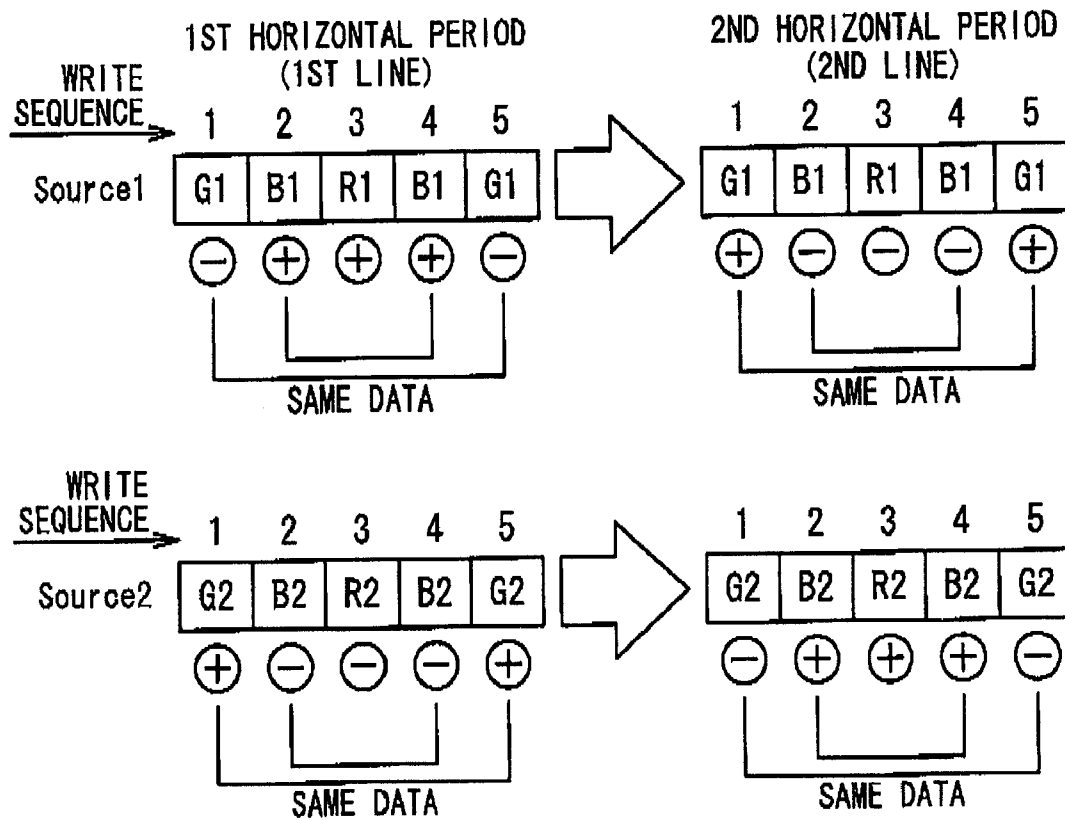 1ST HORIZONTAL PERIOD
(1ST LINE)
2ND HORIZONTAL PERIOD
(2ND LINE)
WRITE
SEQUENCE
1 2 3 4 5
1 2 3 4 5
Source1
G1 B1 R1 B1 G1
G1 B1 R1 B1 G1
− + + + −
+ − − − +
SAME DATA
SAME DATA
WRITE
SEQUENCE
1 2 3 4 5
1 2 3 4 5
Source2
G2 B2 R2 B2 G2
G2 B2 R2 B2 G2
+ − − − +
− + + + −
SAME DATA
SAME DATA